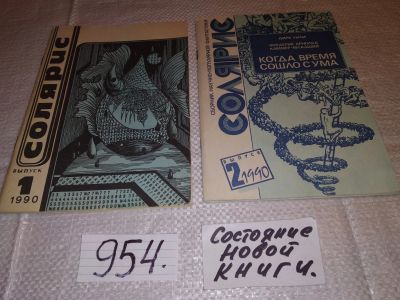 СОЛЯРИС
ВЫПУСК
1
1990
СОЛЯРИС
КОГДА ВРЕМЯ
СОШЛО С УМА
ВЫПУСК
2 1990
954.
Состояние
новой
книги.